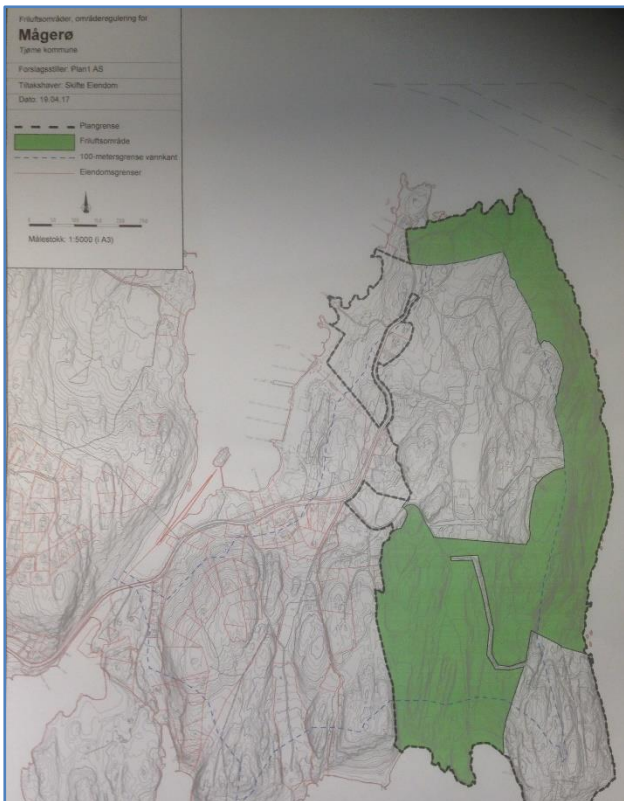 Friluftsområder, områderegulering for
Mågerø
Tjøme kommune
Forslagsstiller: Plan1 AS
Tiltakshaver: Skifte Eiendom
Dato: 19.04.17
Plangrense
Friluftsområde
100-metersgrense vannkant
Eiendomsgrenser
Målestokk: 1:5000 (i A3)